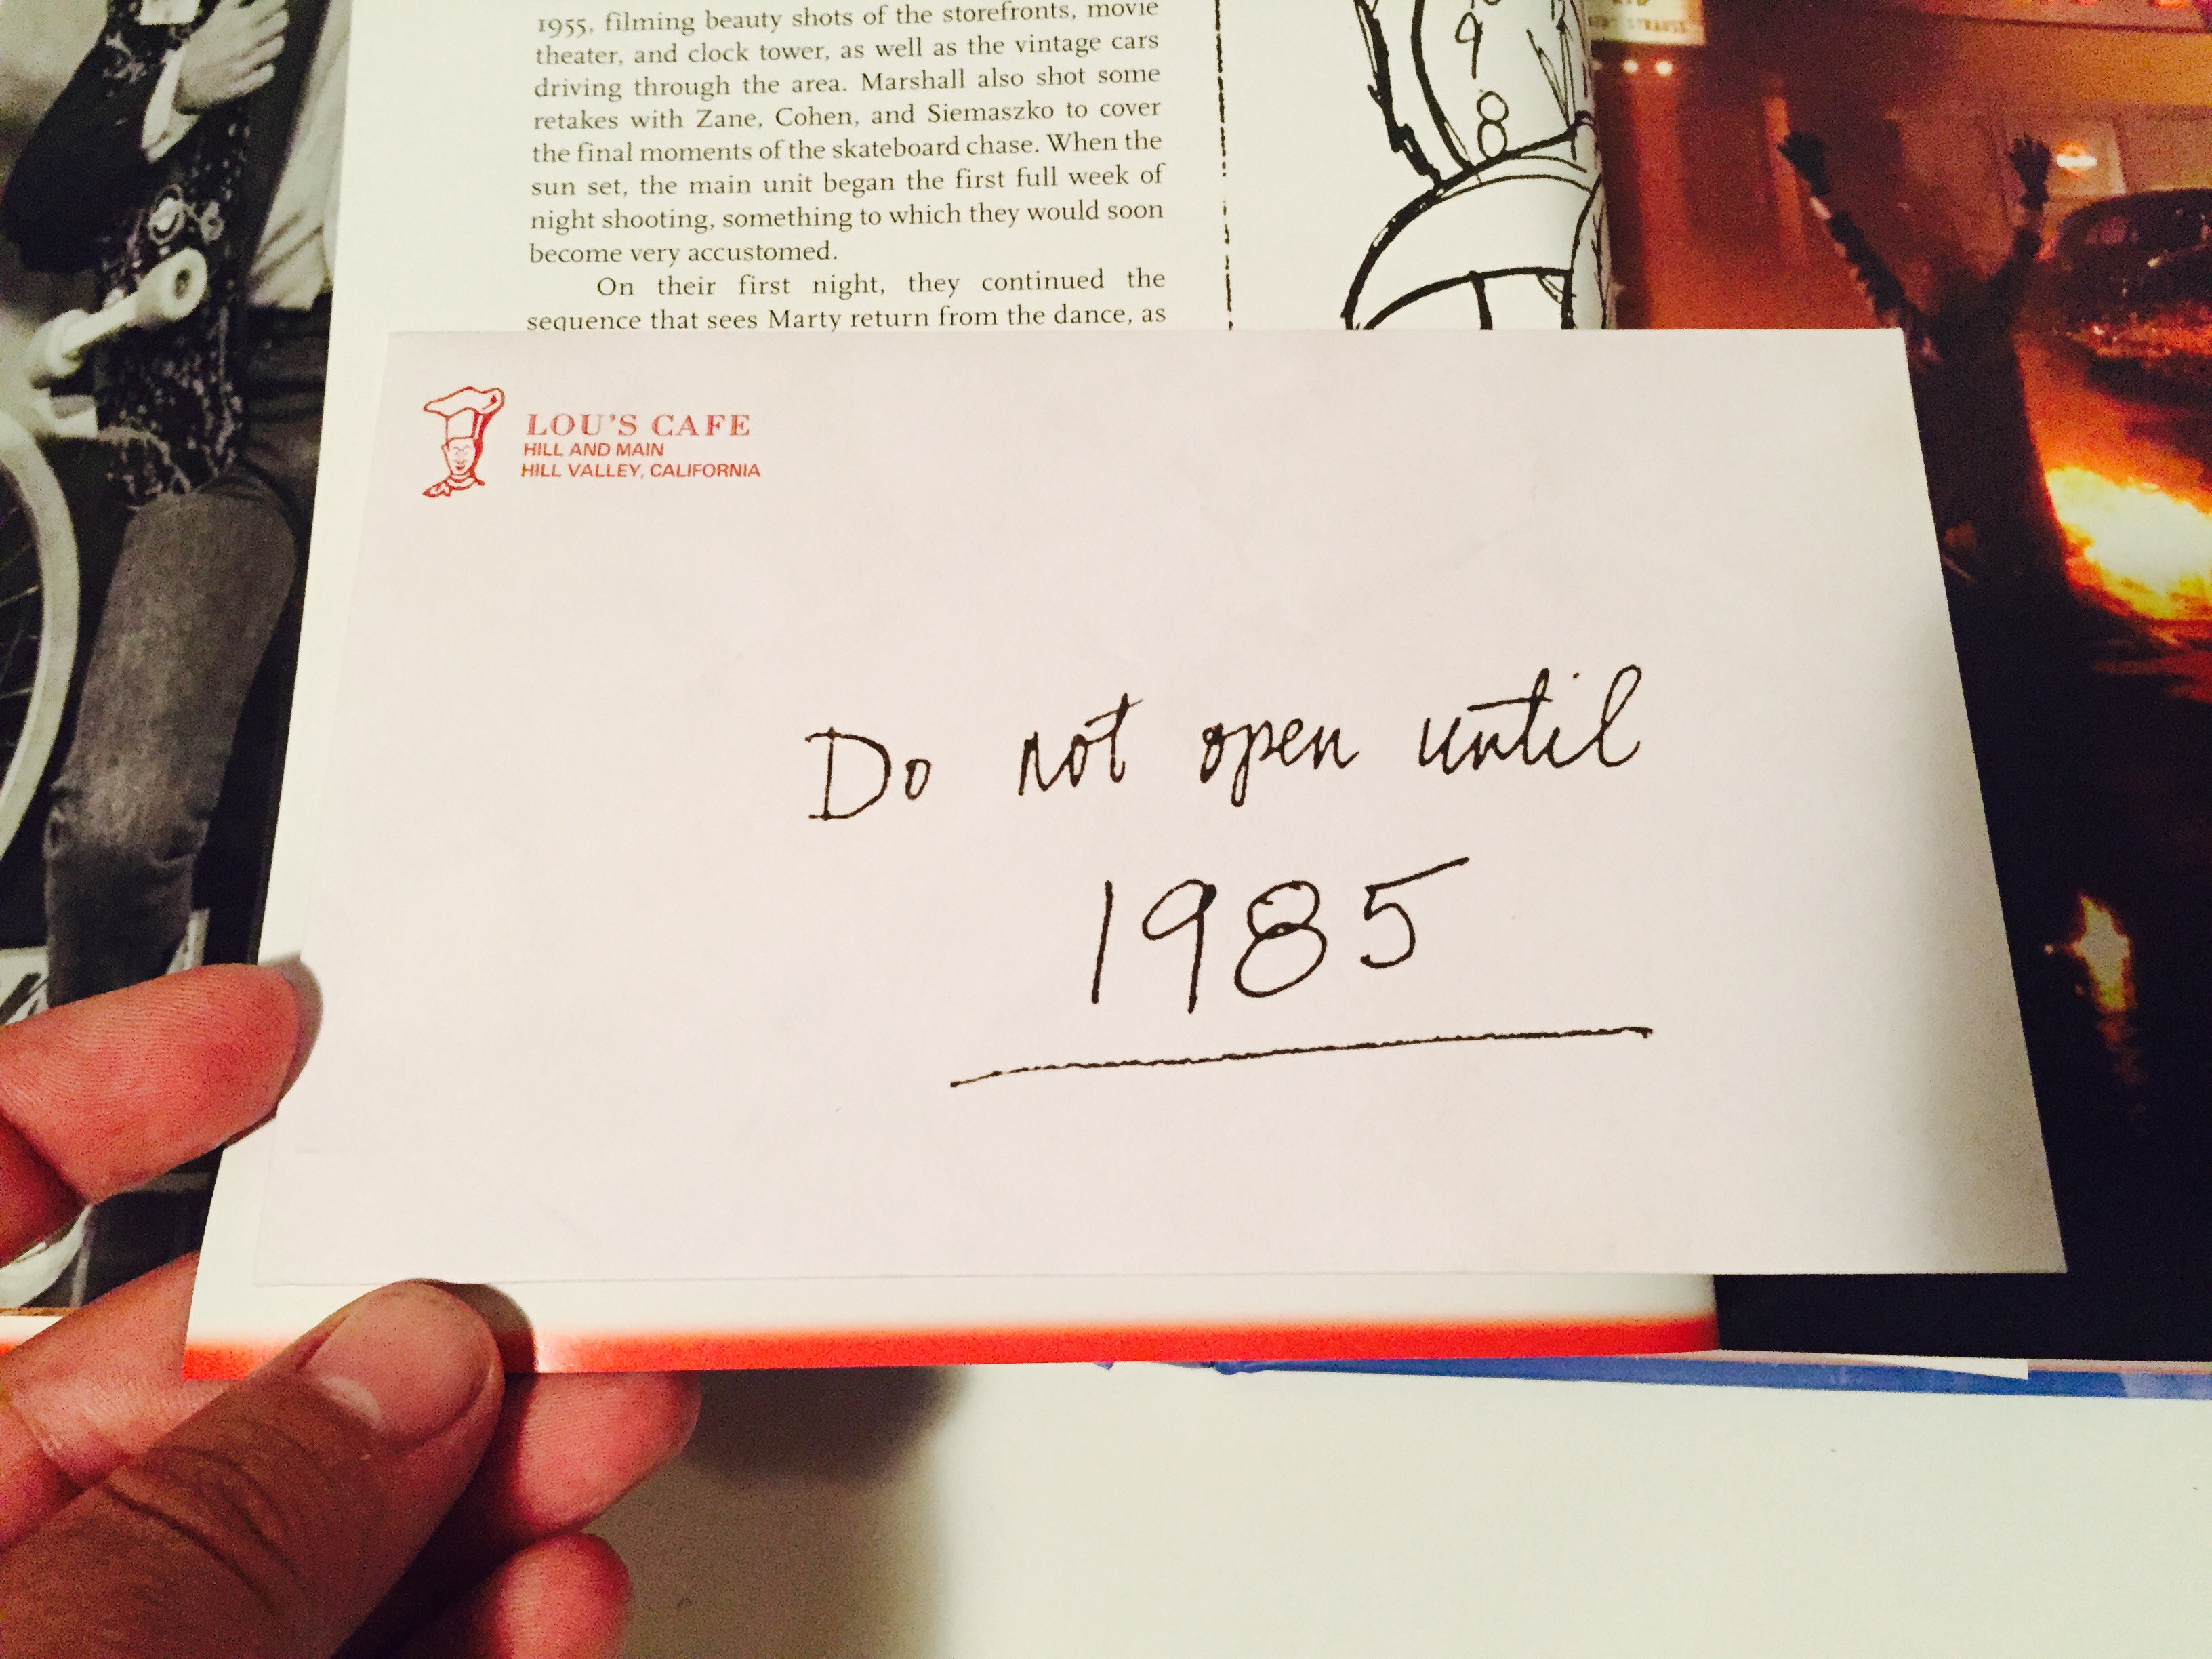 1955, filming beauty shots of the storefronts, movie
theater, and clock tower, as well as the vintage cars
driving through the area. Marshall also shot some
retakes with Zane, Cohen, and Siemaszko to cover
the final moments of the skateboard chase. When the
sun set, the main unit began the first full week of
night shooting, something to which they would soon
become very accustomed.
On their first night, they continued the
sequence that sees Marty return from the dance, as
9
8
STRAUSS
LOU'S CAFE
HILL AND MAIN
HILL VALLEY, CALIFORNIA
Do not open until
1985